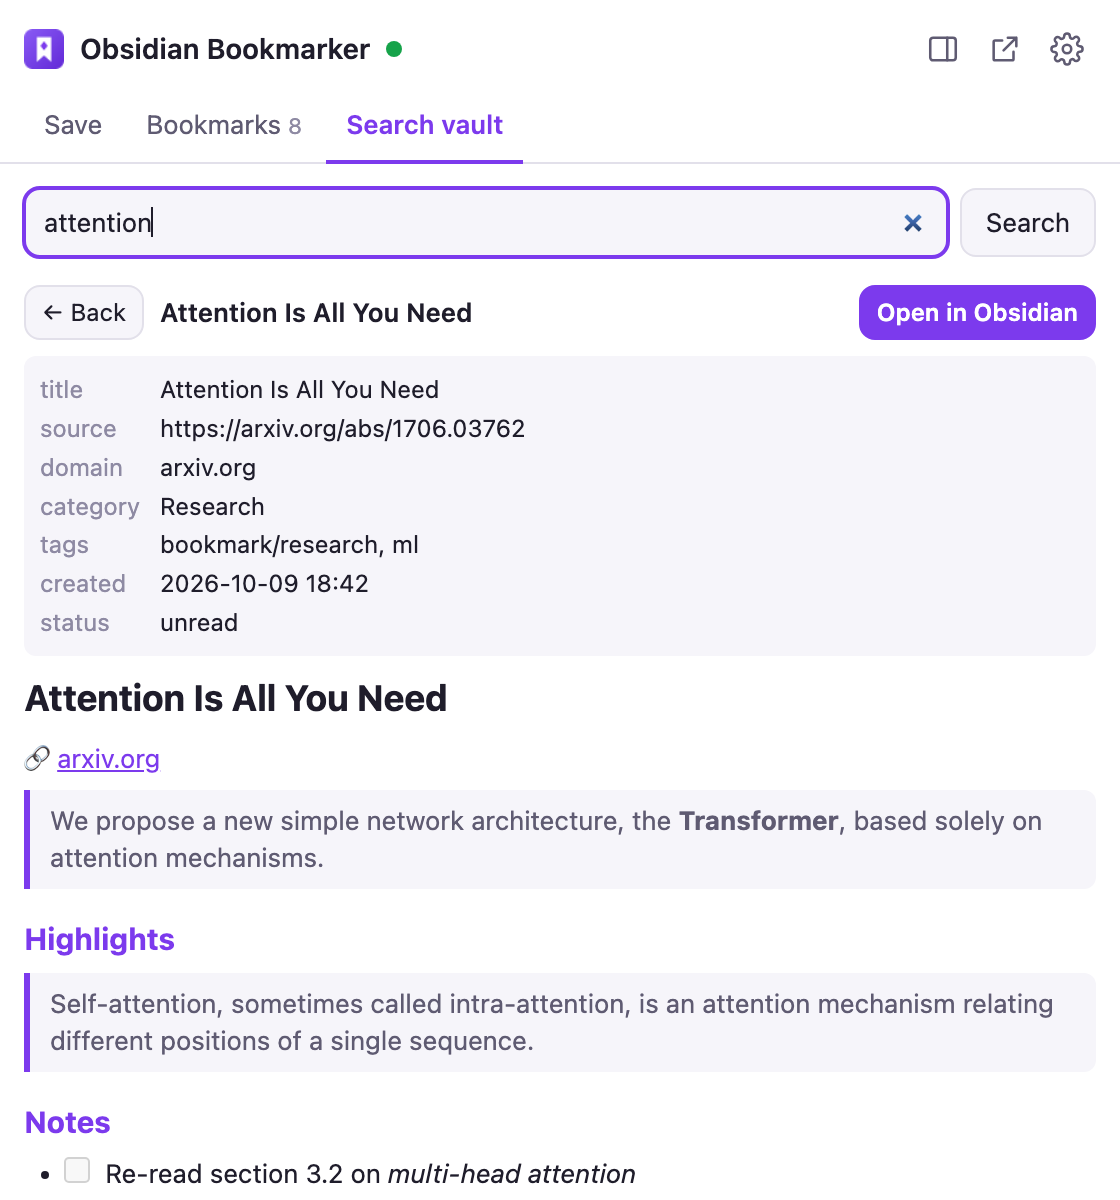 Obsidian Bookmarker
Save Bookmarks 8 Search vault
attention Search
← Back Attention Is All You Need Open in Obsidian
title Attention Is All You Need
source https://arxiv.org/abs/1706.03762
domain arxiv.org
category Research
tags bookmark/research, ml
created 2026-10-09 18:42
status unread
Attention Is All You Need
arxiv.org
We propose a new simple network architecture, the Transformer, based solely on
attention mechanisms.
Highlights
Self-attention, sometimes called intra-attention, is an attention mechanism relating
different positions of a single sequence.
Notes
Re-read section 3.2 on multi-head attention